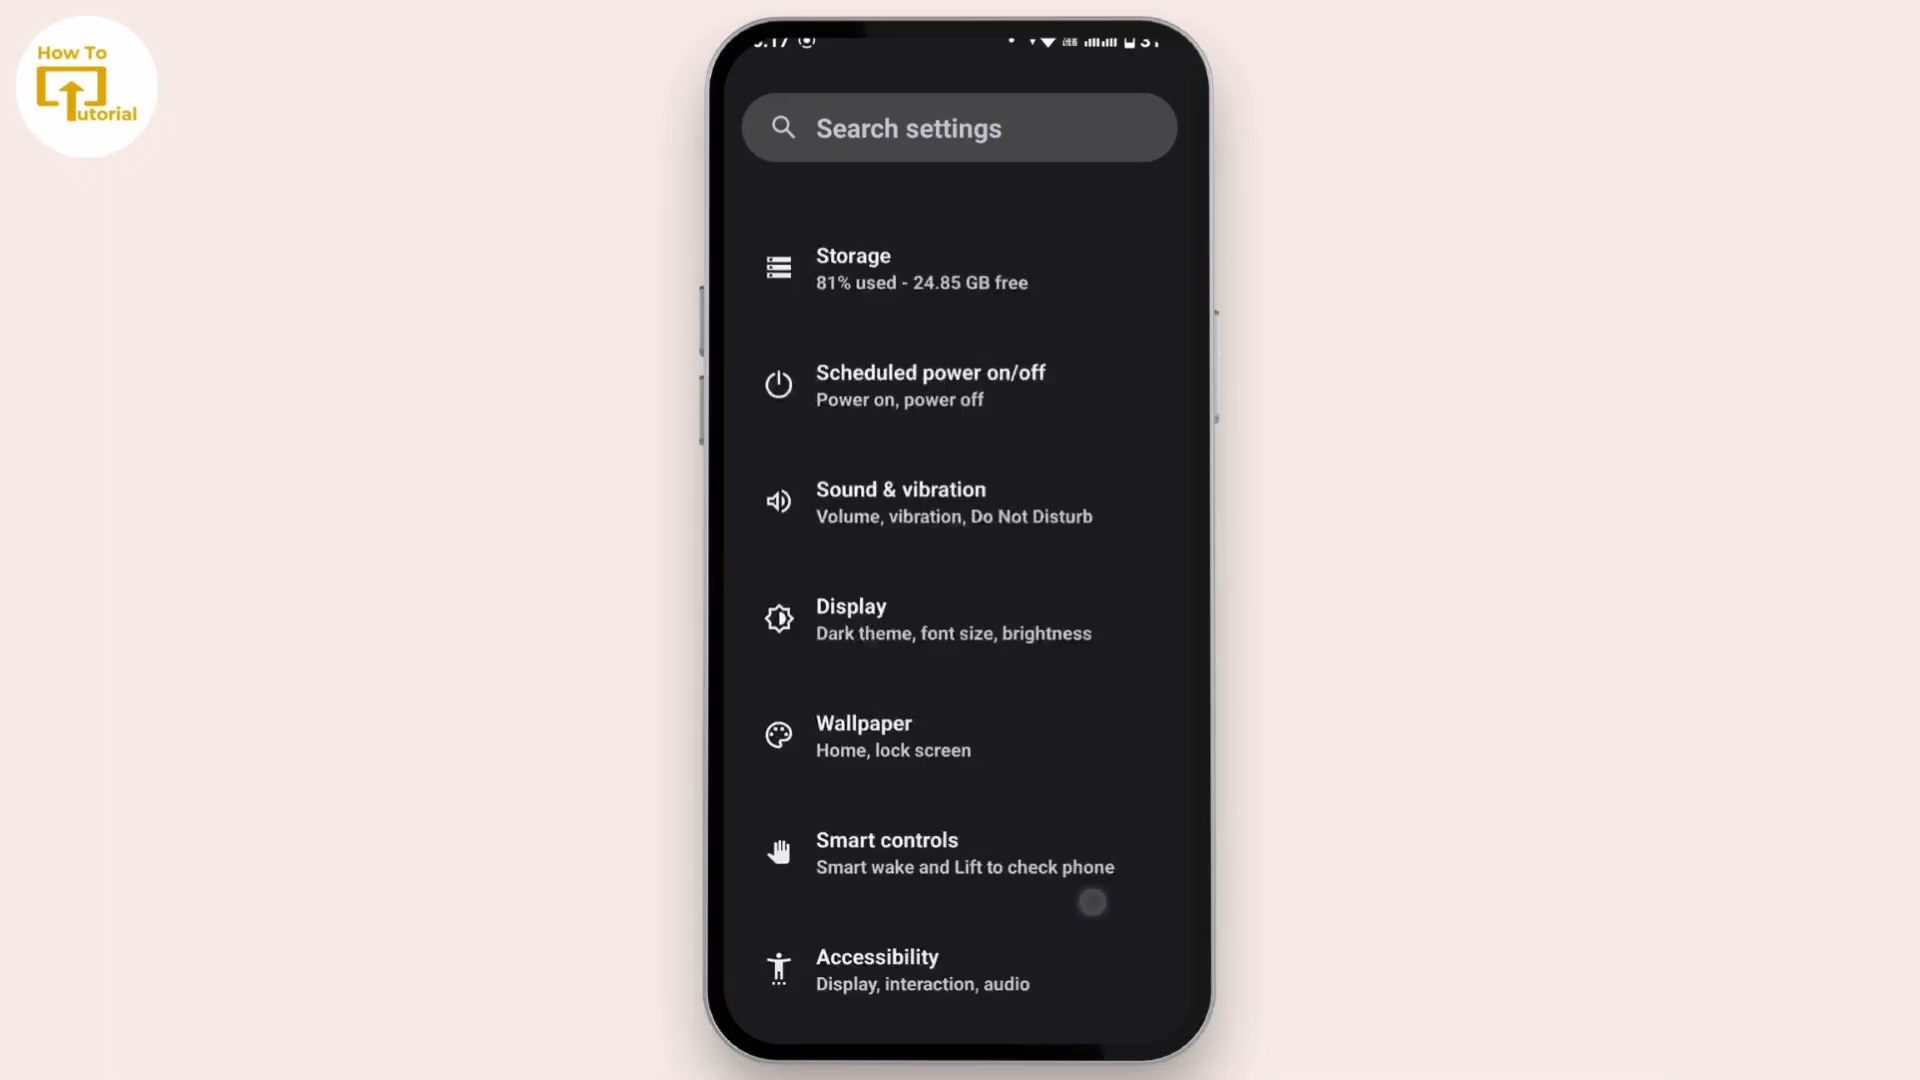 How To
utorial
Search settings
Storage
81% used - 24.85 GB free
Scheduled power on/off
Power on, power off
Sound & vibration
Volume, vibration, Do Not Disturb
Display
Dark theme, font size, brightness
Wallpaper
Home, lock screen
Smart controls
Smart wake and Lift to check phone
Accessibility
Display, interaction, audio